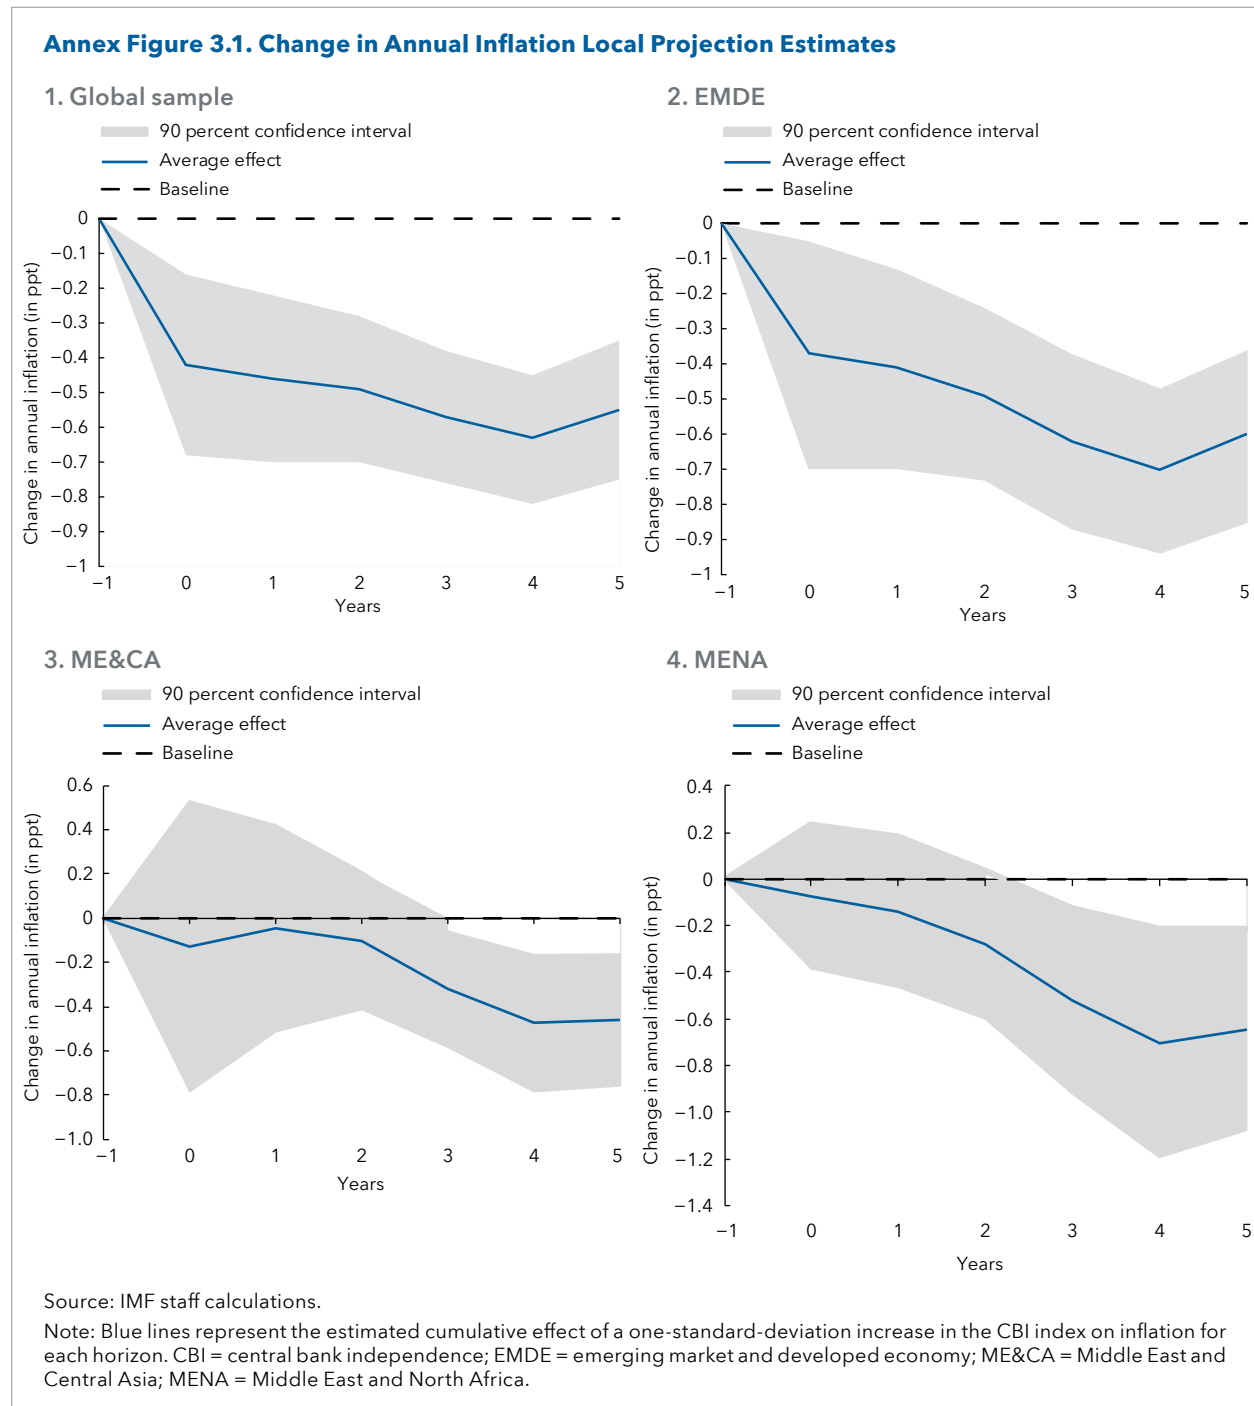 Annex Figure 3.1. Change in Annual Inflation Local Projection Estimates
1. Global sample
90 percent confidence interval
Average effect
Baseline
Change in annual inflation (in ppt)
0
−0.1
−0.2
−0.3
−0.4
−0.5
−0.6
−0.7
−0.8
−0.9
−1
−1 0 1 2 3 4 5
Years
2. EMDE
90 percent confidence interval
Average effect
Baseline
Change in annual inflation (in ppt)
0
−0.1
−0.2
−0.3
−0.4
−0.5
−0.6
−0.7
−0.8
−0.9
−1
−1 0 1 2 3 4 5
Years
3. ME&CA
90 percent confidence interval
Average effect
Baseline
Change in annual inflation (in ppt)
0.6
0.4
0.2
0
−0.2
−0.4
−0.6
−0.8
−1.0
−1 0 1 2 3 4 5
Years
4. MENA
90 percent confidence interval
Average effect
Baseline
Change in annual inflation (in ppt)
0.4
0.2
0
−0.2
−0.4
−0.6
−0.8
−1.0
−1.2
−1.4
−1 0 1 2 3 4 5
Years
Source: IMF staff calculations.
Note: Blue lines represent the estimated cumulative effect of a one-standard-deviation increase in the CBI index on inflation for
each horizon. CBI = central bank independence; EMDE = emerging market and developed economy; ME&CA = Middle East and
Central Asia; MENA = Middle East and North Africa.